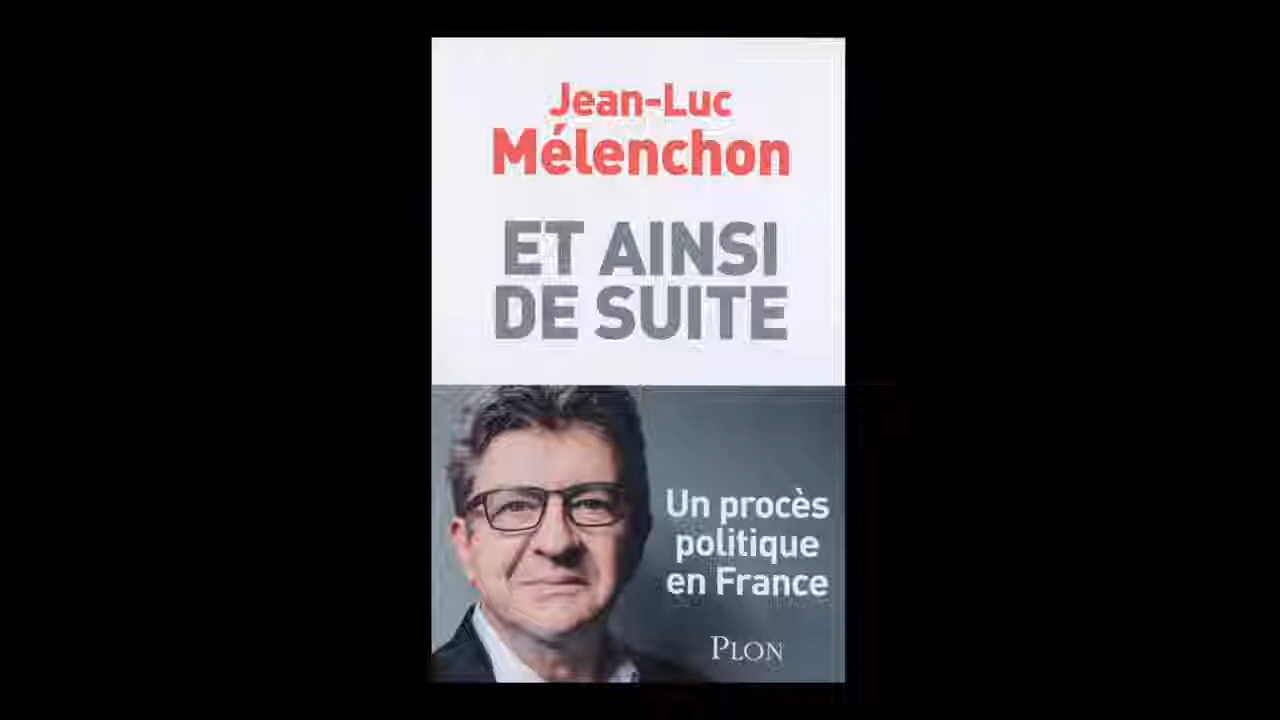 Jean-Luc
Mélenchon
ET AINSI
DE SUITE
Un procès
politique
en France
PLON